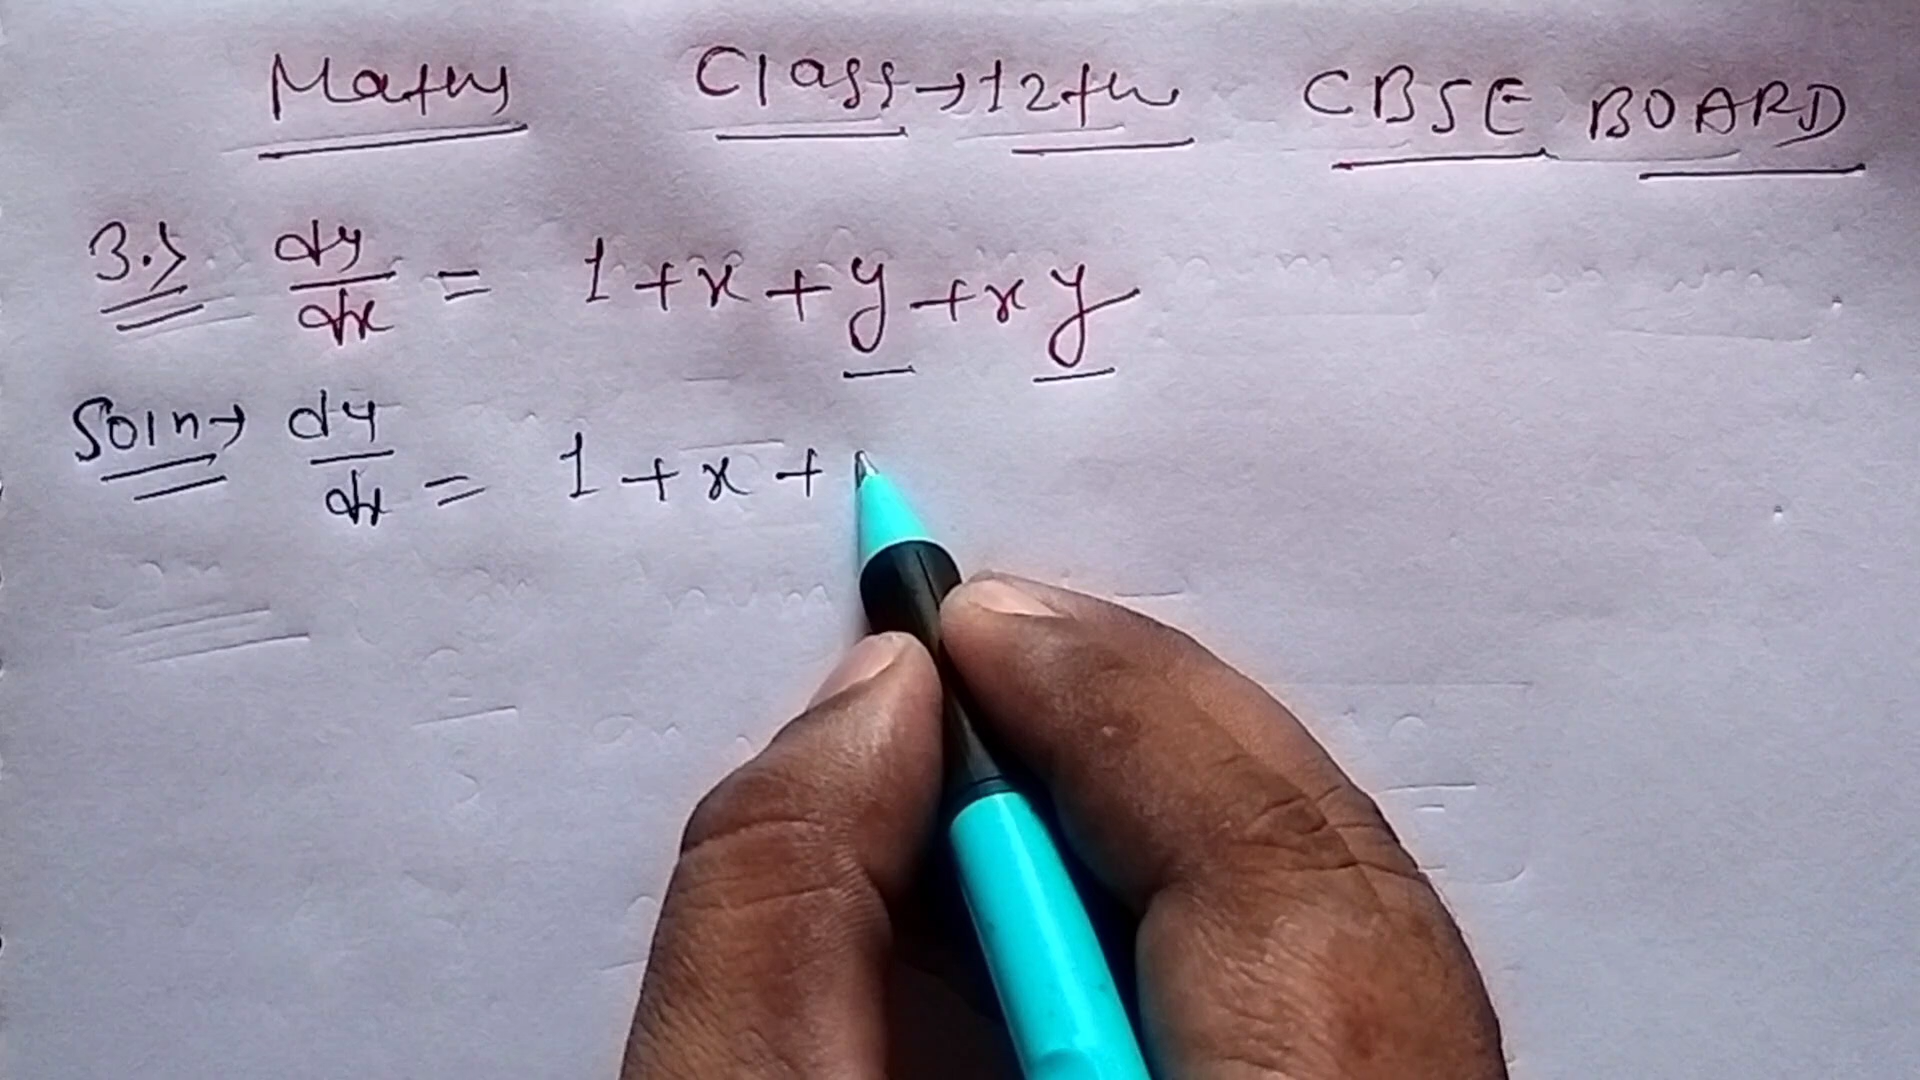 Maths Class→12th CBSE BOARD
3.> dy/dx = 1+x+y+xy
Soln→ dy/dx = 1+x+